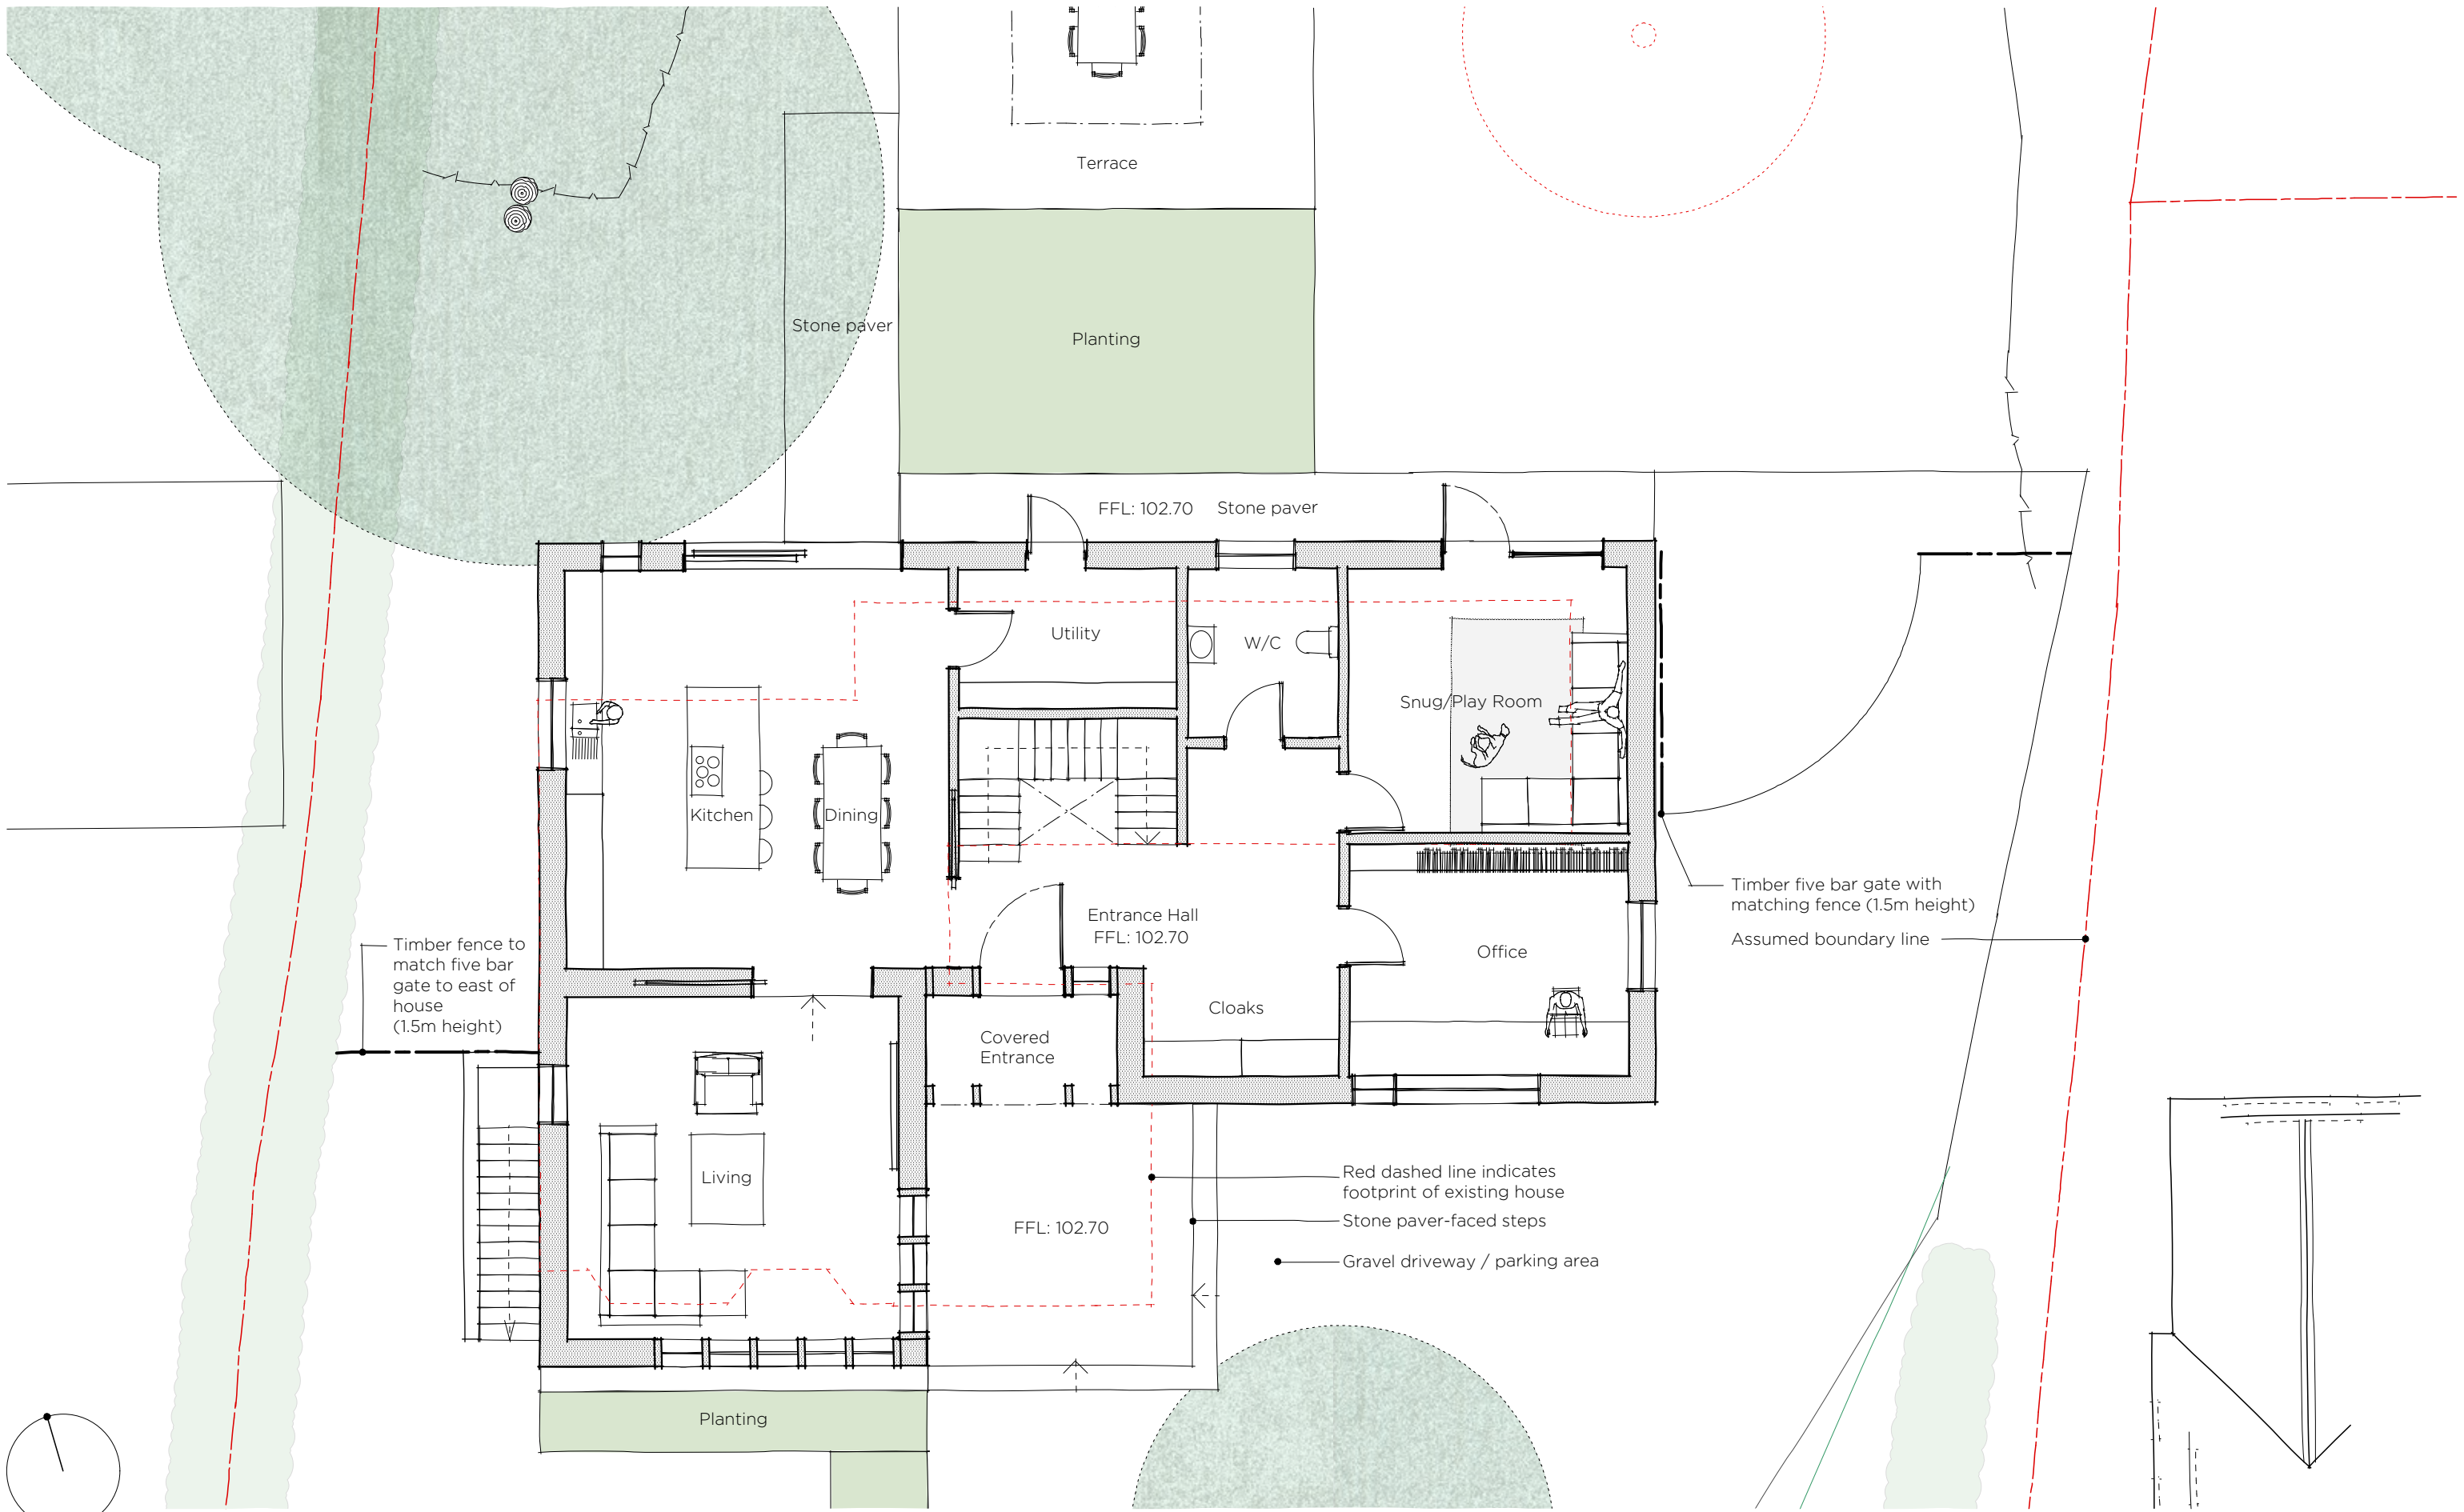 Terrace
Stone paver
Planting
FFL: 102.70
Stone paver
Utility
W/C
Snug/Play Room
Kitchen
Dining
Timber five bar gate with
matching fence (1.5m height)
Entrance Hall
FFL: 102.70
Assumed boundary line
Timber fence to
match five bar
gate to east of
house
(1.5m height)
Office
Cloaks
Covered
Entrance
Living
Red dashed line indicates
footprint of existing house
Stone paver-faced steps
FFL: 102.70
Gravel driveway / parking area
Planting